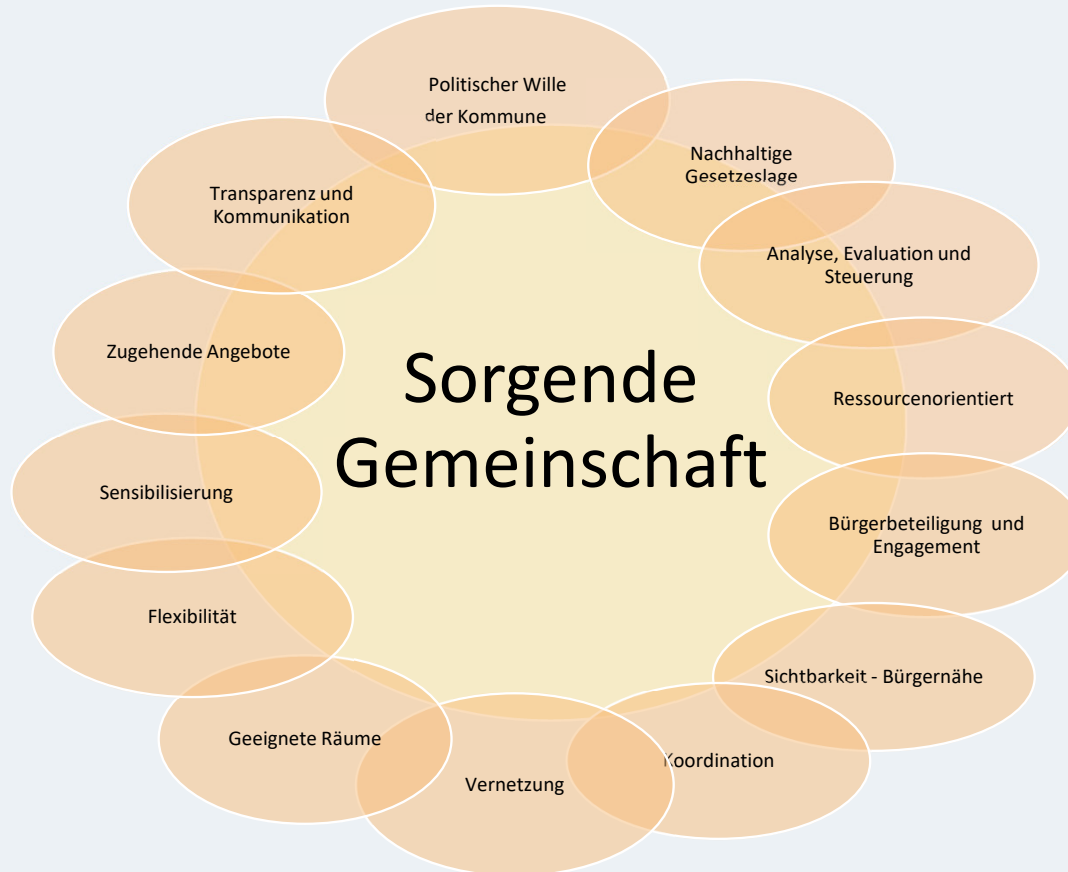 Politischer Wille
der Kommune
Nachhaltige
Gesetzeslage
Analyse, Evaluation und
Steuerung
Ressourcenorientiert
Bürgerbeteiligung und
Engagement
Sichtbarkeit - Bürgernähe
Koordination
Vernetzung
Geeignete Räume
Flexibilität
Sensibilisierung
Zugehende Angebote
Transparenz und
Kommunikation
Sorgende
Gemeinschaft